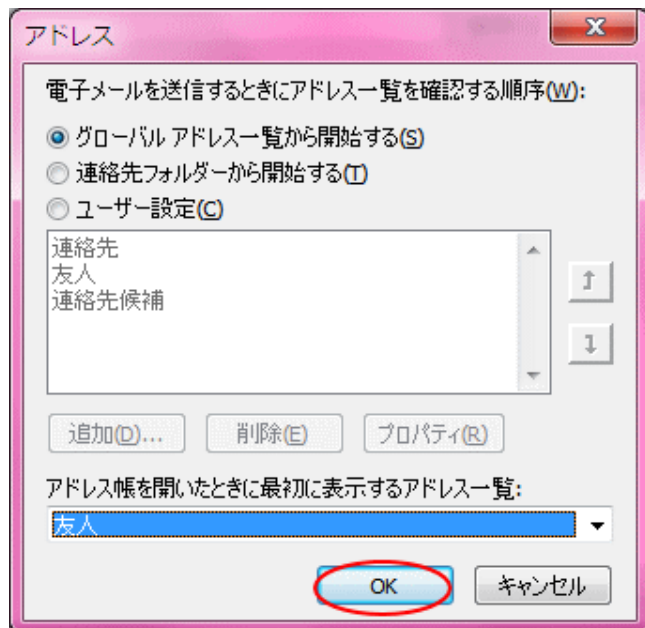 アドレス
電子メールを送信するときにアドレス一覧を確認する順序(W):
グローバル アドレス一覧から開始する(S)
連絡先フォルダーから開始する(T)
ユーザー設定(C)
連絡先
友人
連絡先候補
追加(D)... 削除(E) プロパティ(R)
アドレス帳を開いたときに最初に表示するアドレス一覧:
友人
OK キャンセル